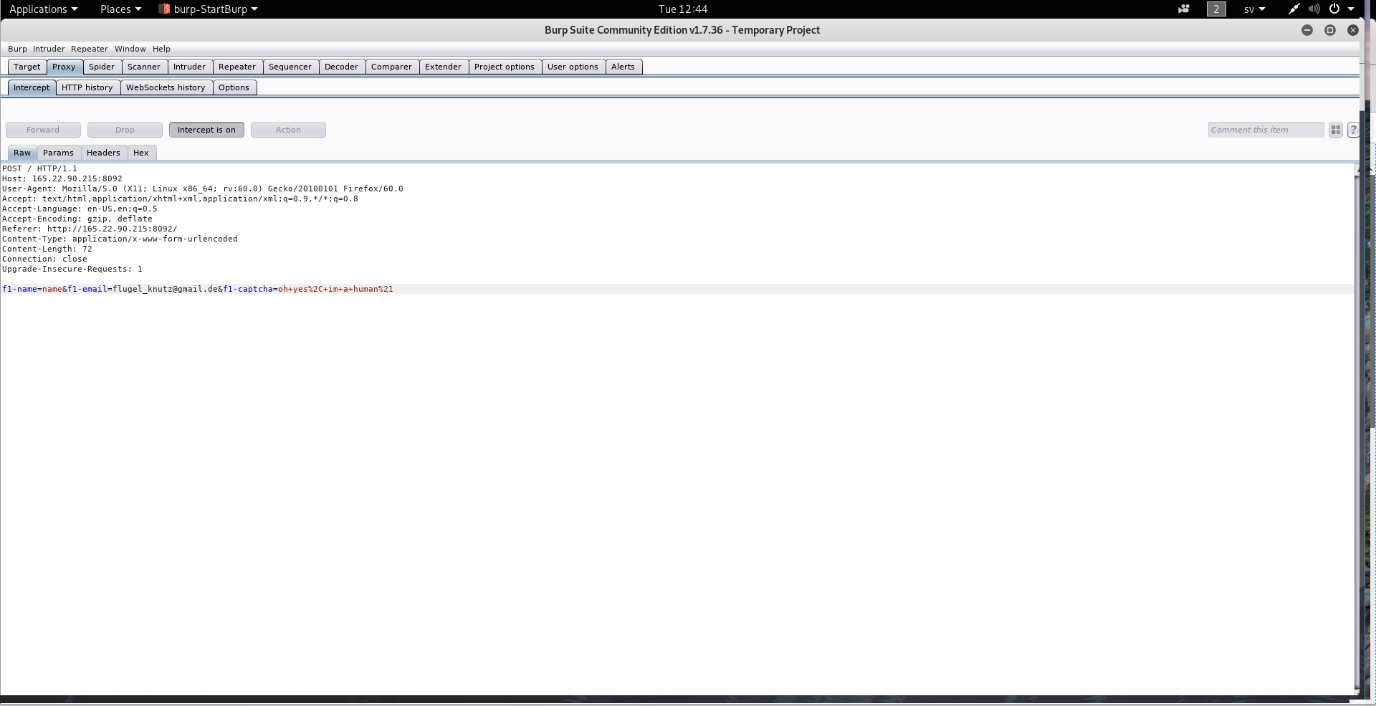 Applications Places burp-StartBurp Tue 12:44 2 sv
Burp Suite Community Edition v1.7.36 - Temporary Project
Burp Intruder Repeater Window Help
Target Proxy Spider Scanner Intruder Repeater Sequencer Decoder Comparer Extender Project options User options Alerts
Intercept HTTP history WebSockets history Options
Forward Drop Intercept is on Action Comment this item ?
Raw Params Headers Hex
POST / HTTP/1.1
Host: 165.22.90.215:8092
User-Agent: Mozilla/5.0 (X11; Linux x86_64; rv:60.0) Gecko/20100101 Firefox/60.0
Accept: text/html,application/xhtml+xml,application/xml;q=0.9,*/*;q=0.8
Accept-Language: en-US,en;q=0.5
Accept-Encoding: gzip, deflate
Referer: http://165.22.90.215:8092/
Content-Type: application/x-www-form-urlencoded
Content-Length: 72
Connection: close
Upgrade-Insecure-Requests: 1
f1-name=name&f1-email=flugel_knutz@gmail.de&f1-captcha=oh+yes%2C+im+a+human%21